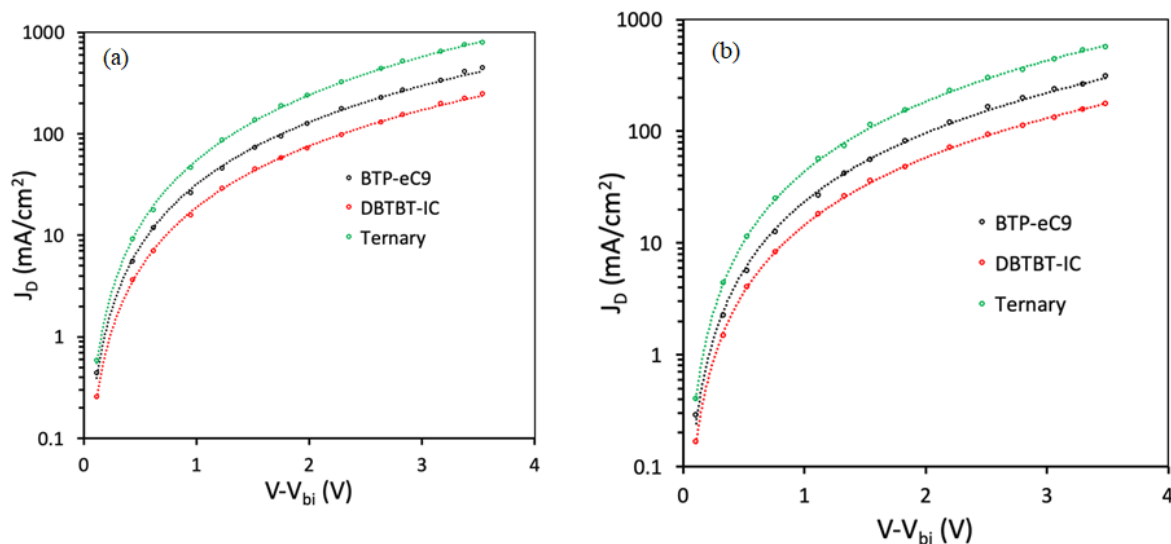 (a)
J_D (mA/cm²)
1000
100
10
1
0.1
0 1 2 3 4
V-V_bi (V)
BTP-eC9
DBTBT-IC
Ternary
(b)
J_D (mA/cm²)
1000
100
10
1
0.1
0 1 2 3 4
V-V_bi (V)
BTP-eC9
DBTBT-IC
Ternary